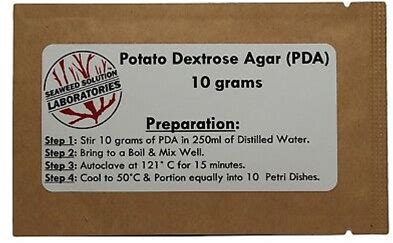 Potato Dextrose Agar (PDA)
10 grams
SEAWEED SOLUTION
LABORATORIES
Preparation:
Step 1: Stir 10 grams of PDA in 250ml of Distilled Water.
Step 2: Bring to a Boil & Mix Well.
Step 3: Autoclave at 121° C for 15 minutes.
Step 4: Cool to 50°C & Portion equally into 10 Petri Dishes.